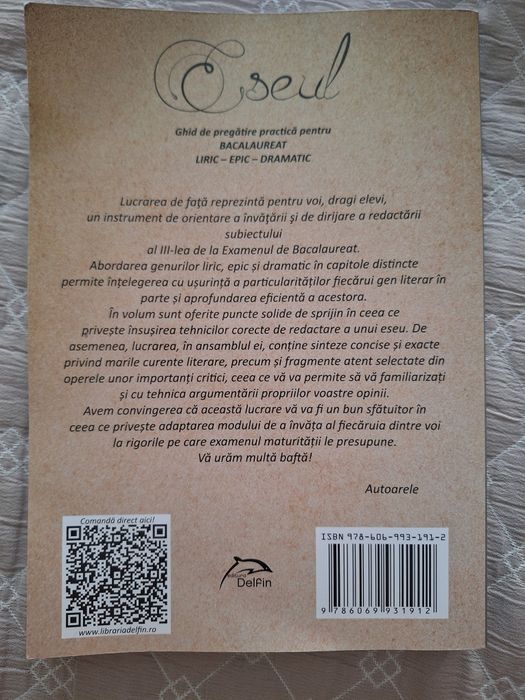 Eseul
Ghid de pregătire practică pentru
BACALAUREAT
LIRIC – EPIC – DRAMATIC
Lucrarea de față reprezintă pentru voi, dragi elevi,
un instrument de orientare a învățării și de dirijare a redactării
subiectului
al III-lea de la Examenul de Bacalaureat.
Abordarea genurilor liric, epic și dramatic în capitole distincte
permite înțelegerea cu ușurință a particularităților fiecărui gen literar în
parte și aprofundarea eficientă a acestora.
În volum sunt oferite puncte solide de sprijin în ceea ce
privește însușirea tehnicilor corecte de redactare a unui eseu. De
asemenea, lucrarea, în ansamblul ei, conține sinteze concise și exacte
privind marile curente literare, precum și fragmente atent selectate din
operele unor importanți critici, ceea ce vă va permite să vă familiarizați
și cu tehnica argumentării propriilor voastre opinii.
Avem convingerea că această lucrare vă va fi un bun sfătuitor în
ceea ce privește adaptarea modului de a învăța al fiecăruia dintre voi
la rigorile pe care examenul maturității le presupune.
Vă urăm multă baftă!
Autoarele
Comandă direct aici!
www.librariadelfin.ro
editura
Delfin
ISBN 978-606-993-191-2
9 786069 931912